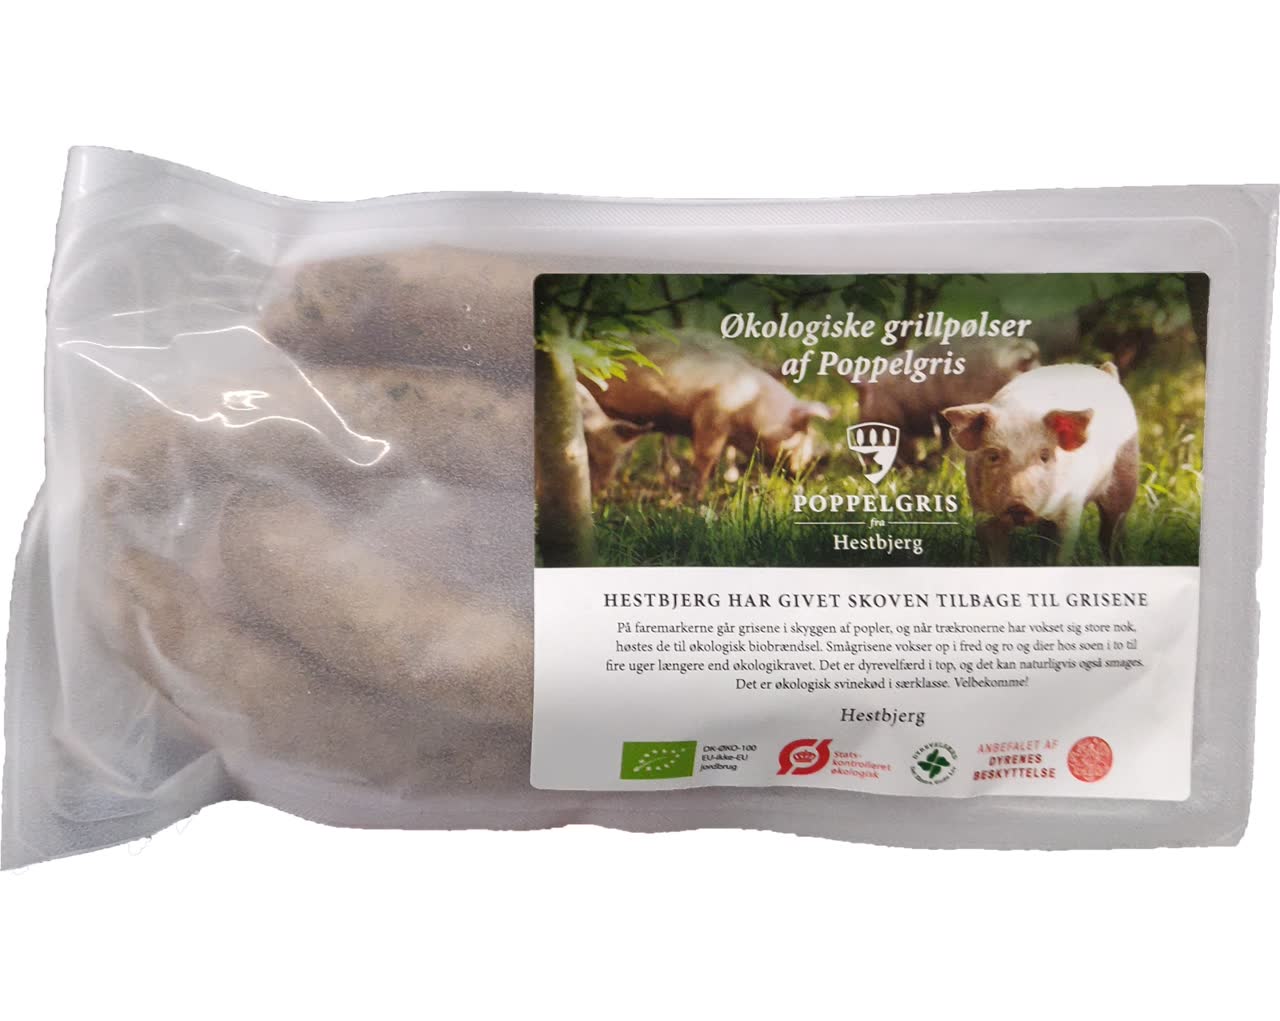 Økologiske grillpølser
af Poppelgris
POPPELGRIS
fra
Hestbjerg
HESTBJERG HAR GIVET SKOVEN TILBAGE TIL GRISENE
På faremarkerne går grisene i skyggen af popler, og når trækronerne har vokset sig store nok,
høstes de til økologisk biobrændsel. Smågrisene vokser op i fred og ro og dier hos soen i to til
fire uger længere end økologikravet. Det er dyrevelfærd i top, og det kan naturligvis også smages.
Det er økologisk svinekød i særklasse. Velbekomme!
Hestbjerg
DK-ØKO-100
EU-ikke-EU
jordbrug
Ø
Stats-
kontrolleret
økologisk
DYREVELFÆRD
ANBEFALET AF
DYRENES
BESKYTTELSE